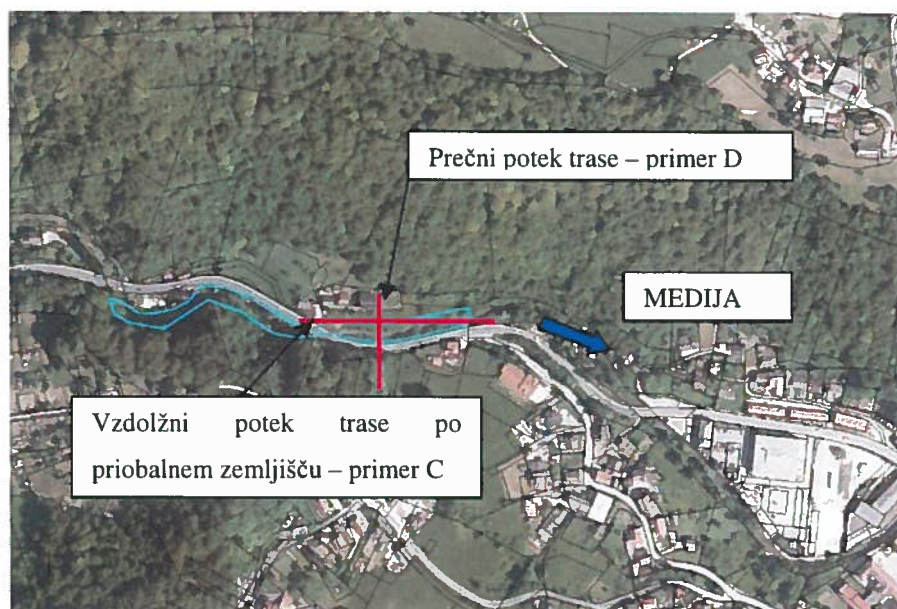 Prečni potek trase – primer D
MEDIJA
Vzdolžni potek trase po
priobalnem zemljišču – primer C